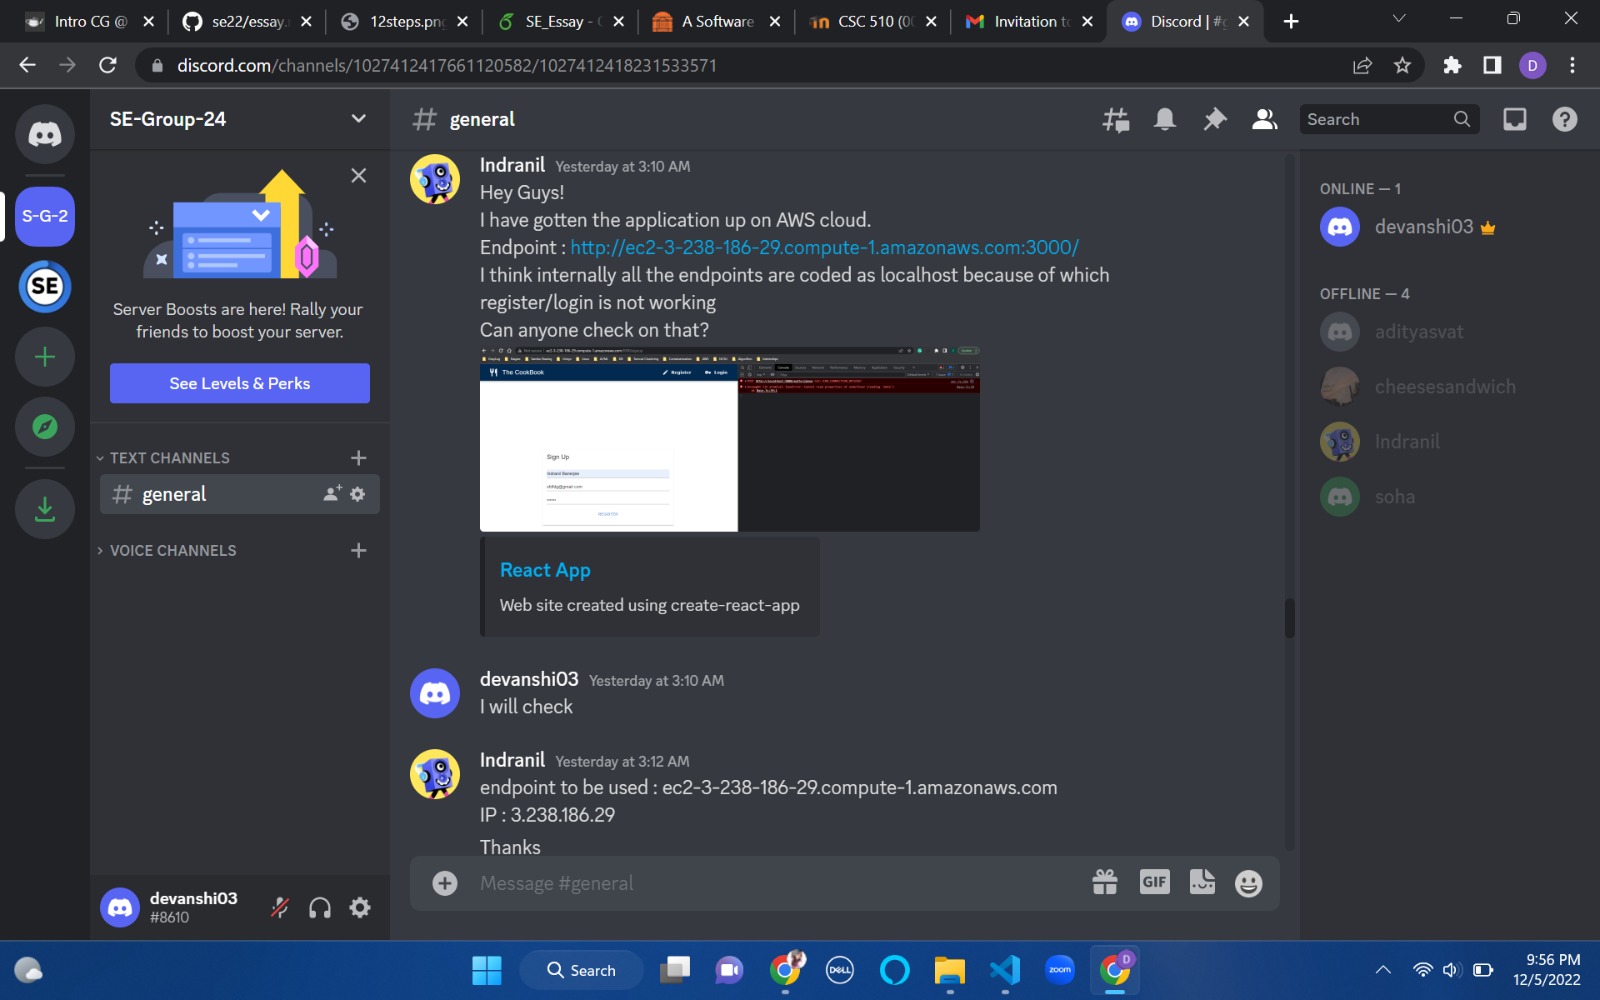 Intro CG @
se22/essay.
12steps.pn
SE_Essay -
A Software
CSC 510 (0
Invitation to
Discord | #g
discord.com/channels/1027412417661120582/1027412418231533571
D
SE-Group-24
general
Search
S-G-2
SE
Server Boosts are here! Rally your
friends to boost your server.
See Levels & Perks
TEXT CHANNELS
general
VOICE CHANNELS
Indranil Yesterday at 3:10 AM
Hey Guys!
I have gotten the application up on AWS cloud.
Endpoint : http://ec2-3-238-186-29.compute-1.amazonaws.com:3000/
I think internally all the endpoints are coded as localhost because of which
register/login is not working
Can anyone check on that?
The CookBook
Register
Login
Sign Up
REGISTER
React App
Web site created using create-react-app
devanshi03 Yesterday at 3:10 AM
I will check
Indranil Yesterday at 3:12 AM
endpoint to be used : ec2-3-238-186-29.compute-1.amazonaws.com
IP : 3.238.186.29
Thanks
Message #general
GIF
ONLINE — 1
devanshi03
OFFLINE — 4
adityasvat
cheesesandwich
Indranil
soha
devanshi03
#8610
Search
DELL
zoom
D
9:56 PM
12/5/2022